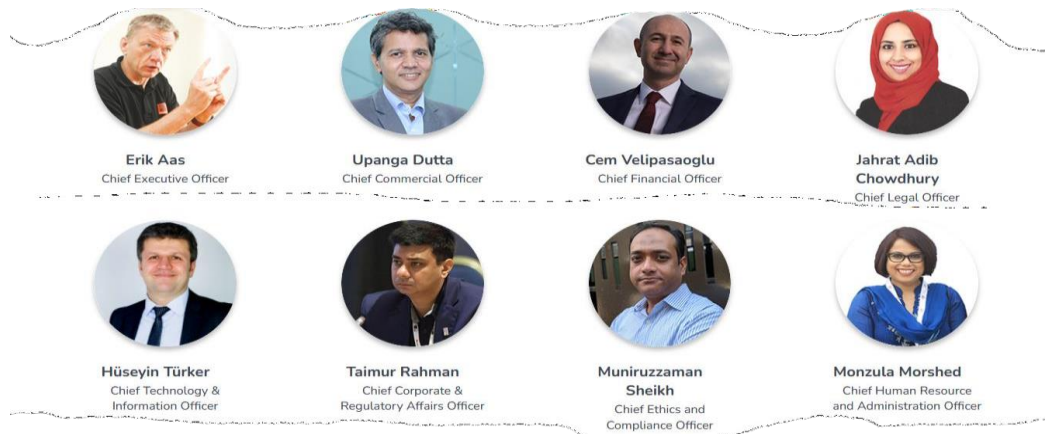 Erik Aas
Chief Executive Officer
Upanga Dutta
Chief Commercial Officer
Cem Velipasaoglu
Chief Financial Officer
Jahrat Adib
Chowdhury
Chief Legal Officer
Hüseyin Türker
Chief Technology &
Information Officer
Taimur Rahman
Chief Corporate &
Regulatory Affairs Officer
Muniruzzaman
Sheikh
Chief Ethics and
Compliance Officer
Monzula Morshed
Chief Human Resource
and Administration Officer